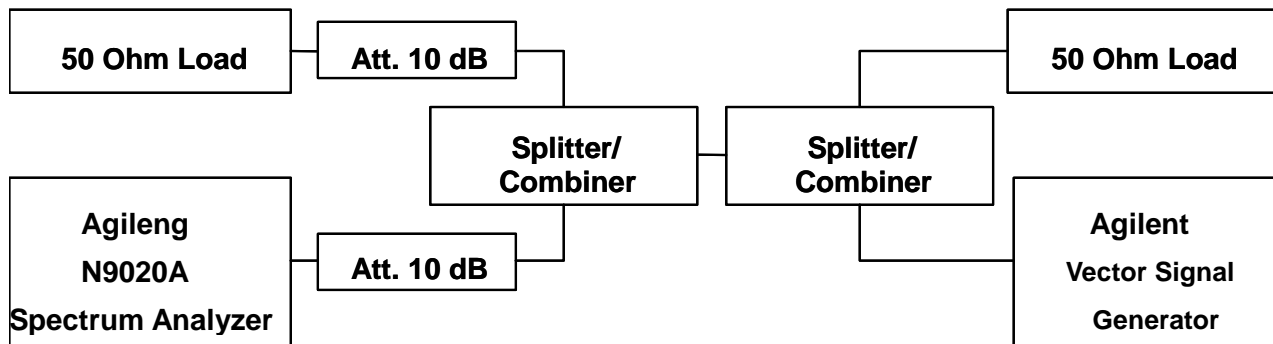 50 Ohm Load
Att. 10 dB
50 Ohm Load
Splitter/
Combiner
Splitter/
Combiner
Agileng
N9020A
Spectrum Analyzer
Att. 10 dB
Agilent
Vector Signal
Generator